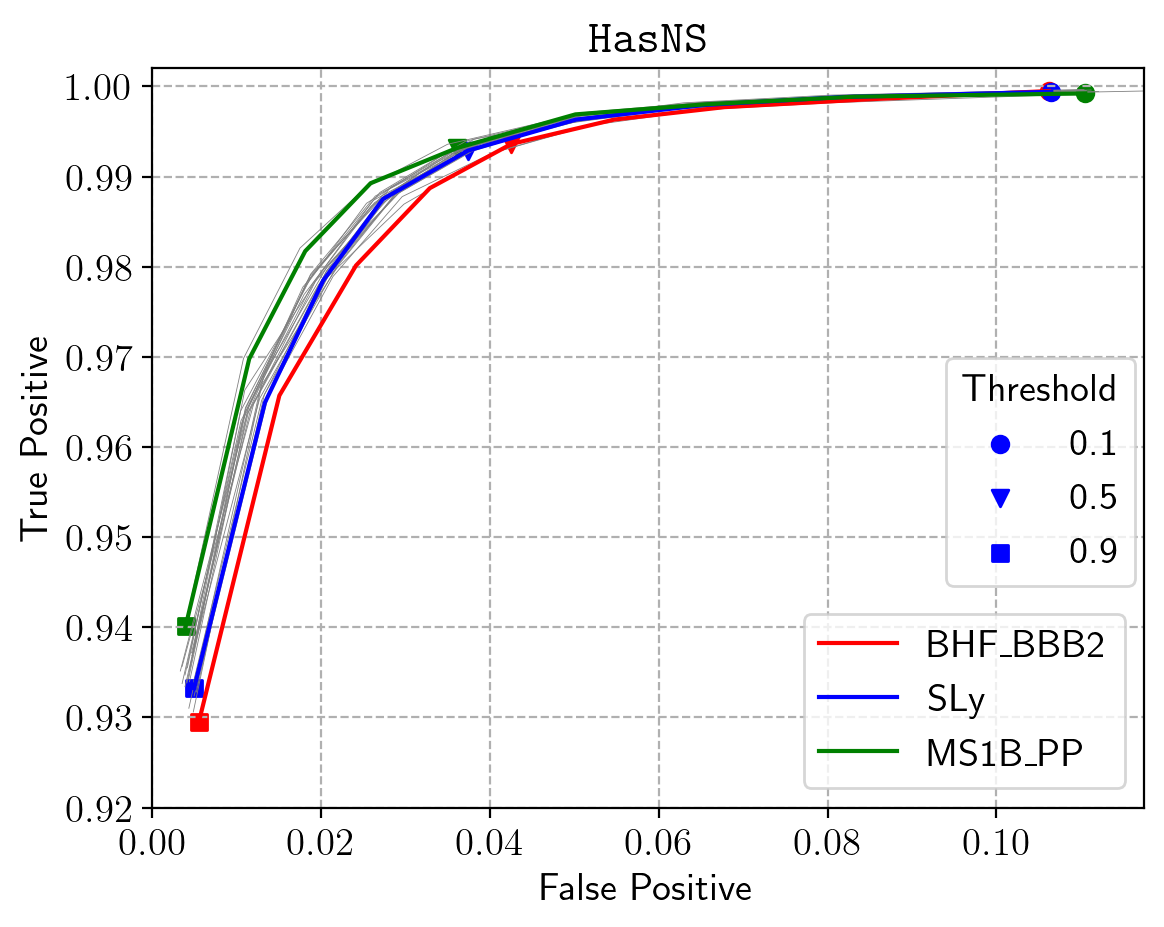 HasNS
True Positive
1.00
0.99
0.98
0.97
0.96
0.95
0.94
0.93
0.92
0.00 0.02 0.04 0.06 0.08 0.10
False Positive
Threshold
0.1
0.5
0.9
BHF_BBB2
SLy
MS1B_PP